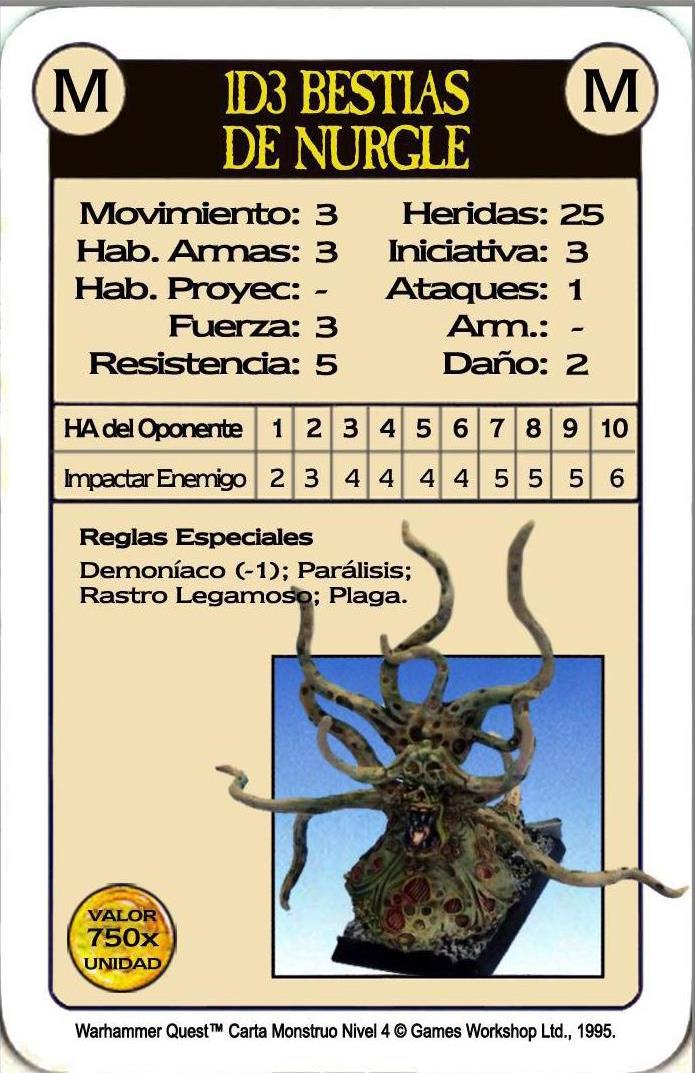 M
1D3 BESTIAS
DE NURGLE
M
Movimiento: 3 Heridas: 25
Hab. Armas: 3 Iniciativa: 3
Hab. Proyec: - Ataques: 1
Fuerza: 3 Arm.: -
Resistencia: 5 Daño: 2
HA del Oponente 1 2 3 4 5 6 7 8 9 10
Impactar Enemigo 2 3 4 4 4 4 5 5 5 6
Reglas Especiales
Demoníaco (-1); Parálisis;
Rastro Legamoso; Plaga.
VALOR
750x
UNIDAD
Warhammer Quest™ Carta Monstruo Nivel 4 © Games Workshop Ltd., 1995.